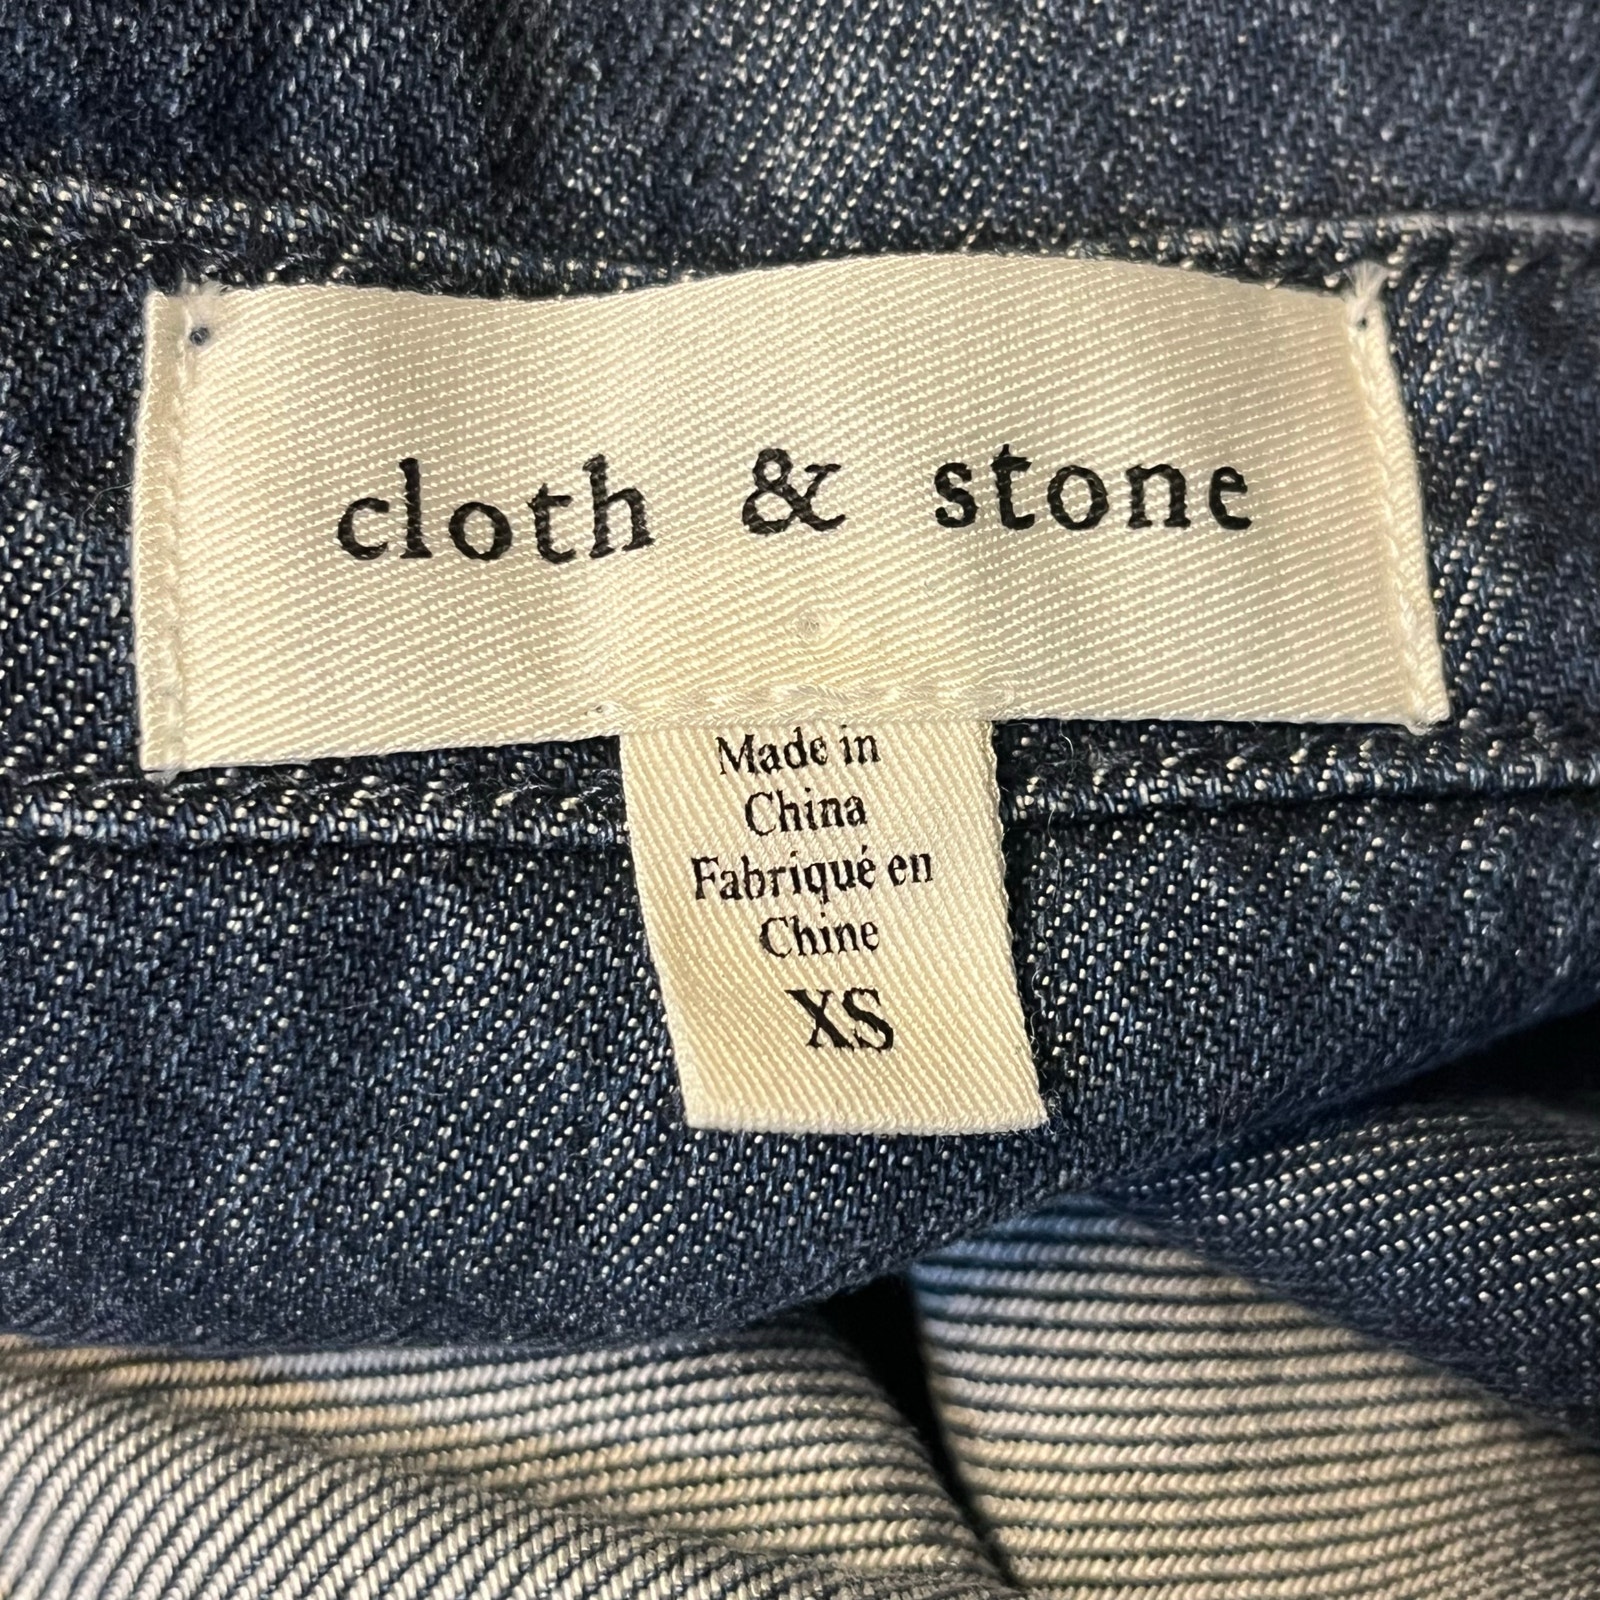 cloth & stone
Made in
China
Fabriqué en
Chine
XS